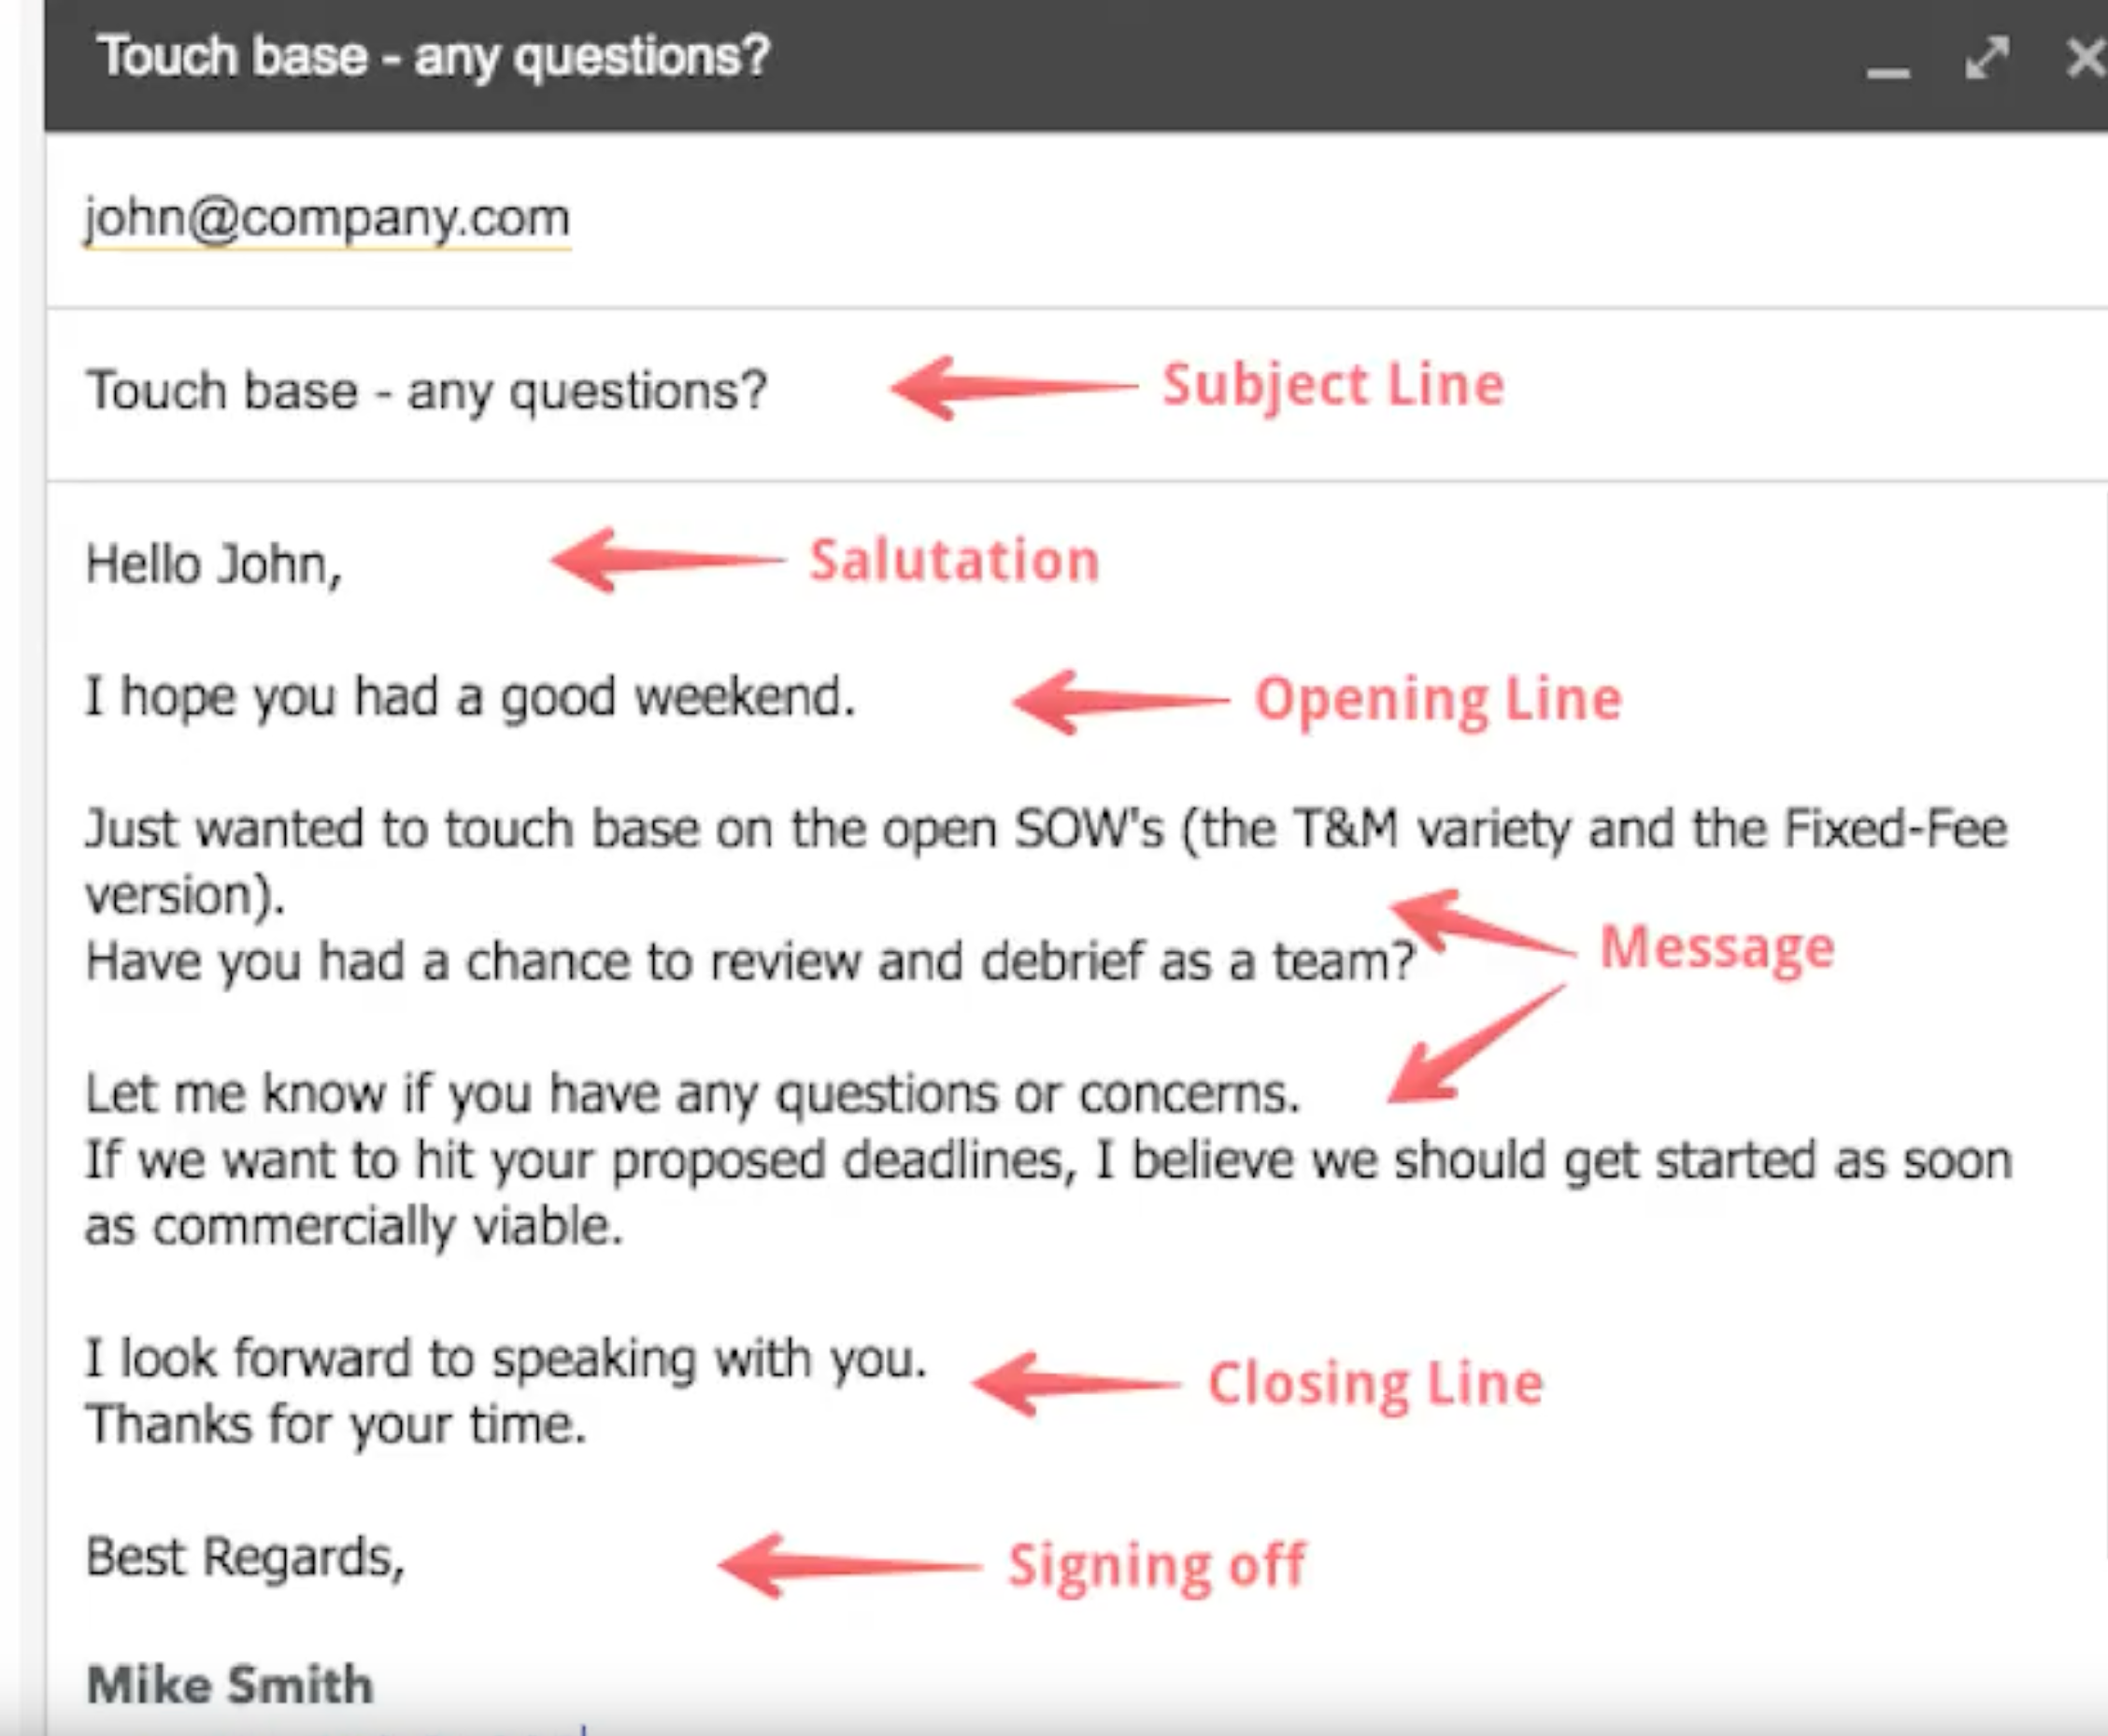 Touch base - any questions?
john@company.com
Touch base - any questions?
Subject Line
Hello John,
Salutation
I hope you had a good weekend.
Opening Line
Just wanted to touch base on the open SOW's (the T&M variety and the Fixed-Fee
version).
Have you had a chance to review and debrief as a team?
Message
Let me know if you have any questions or concerns.
If we want to hit your proposed deadlines, I believe we should get started as soon
as commercially viable.
I look forward to speaking with you.
Closing Line
Thanks for your time.
Best Regards,
Signing off
Mike Smith